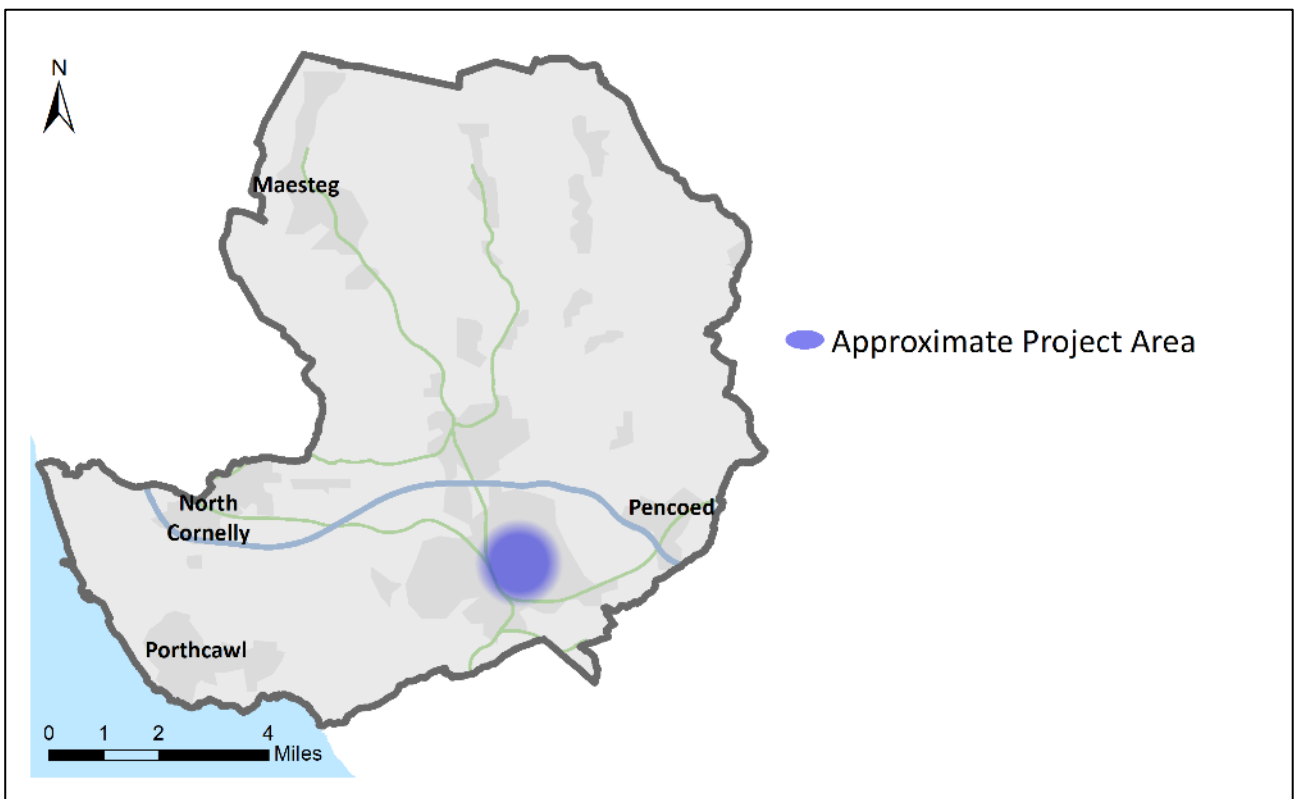 N
Maesteg
Approximate Project Area
North
Cornelly
Pencoed
Porthcawl
0 1 2 4
Miles